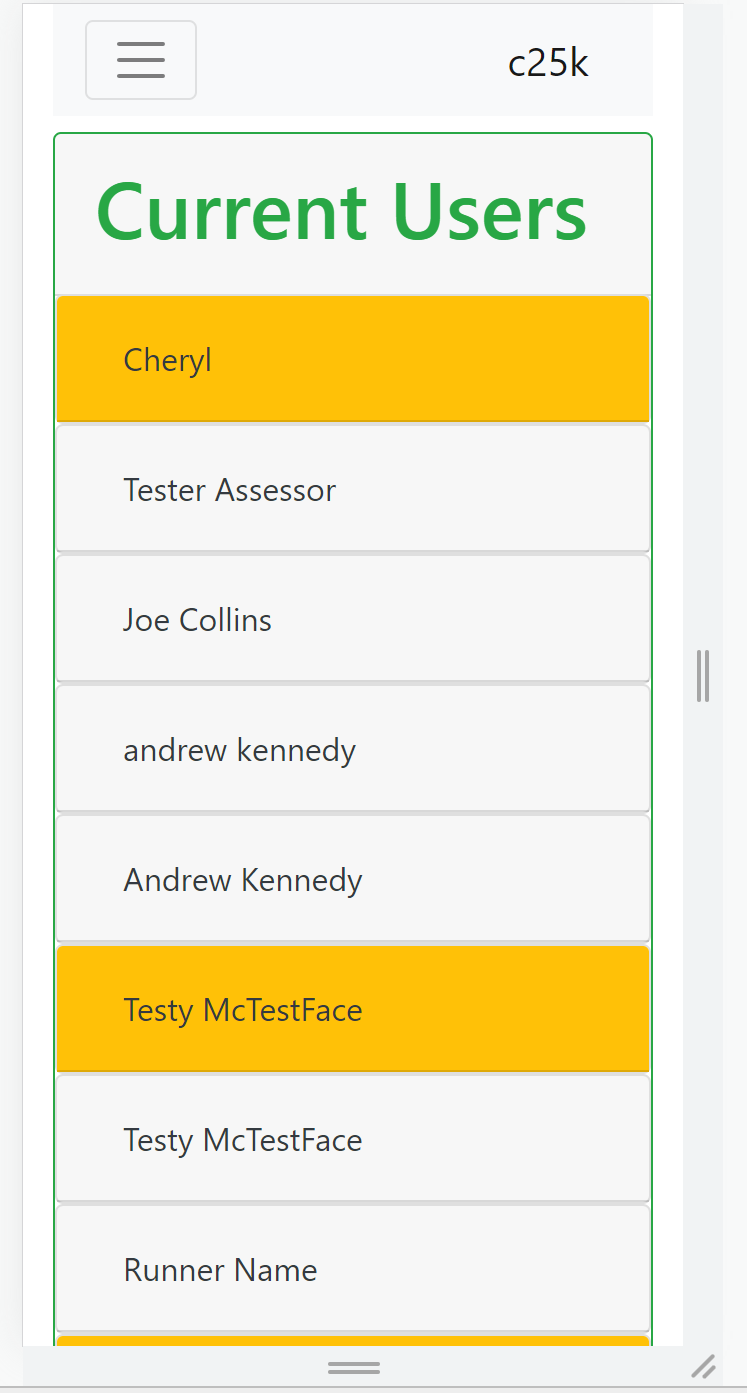 c25k
Current Users
Cheryl
Tester Assessor
Joe Collins
andrew kennedy
Andrew Kennedy
Testy McTestFace
Testy McTestFace
Runner Name